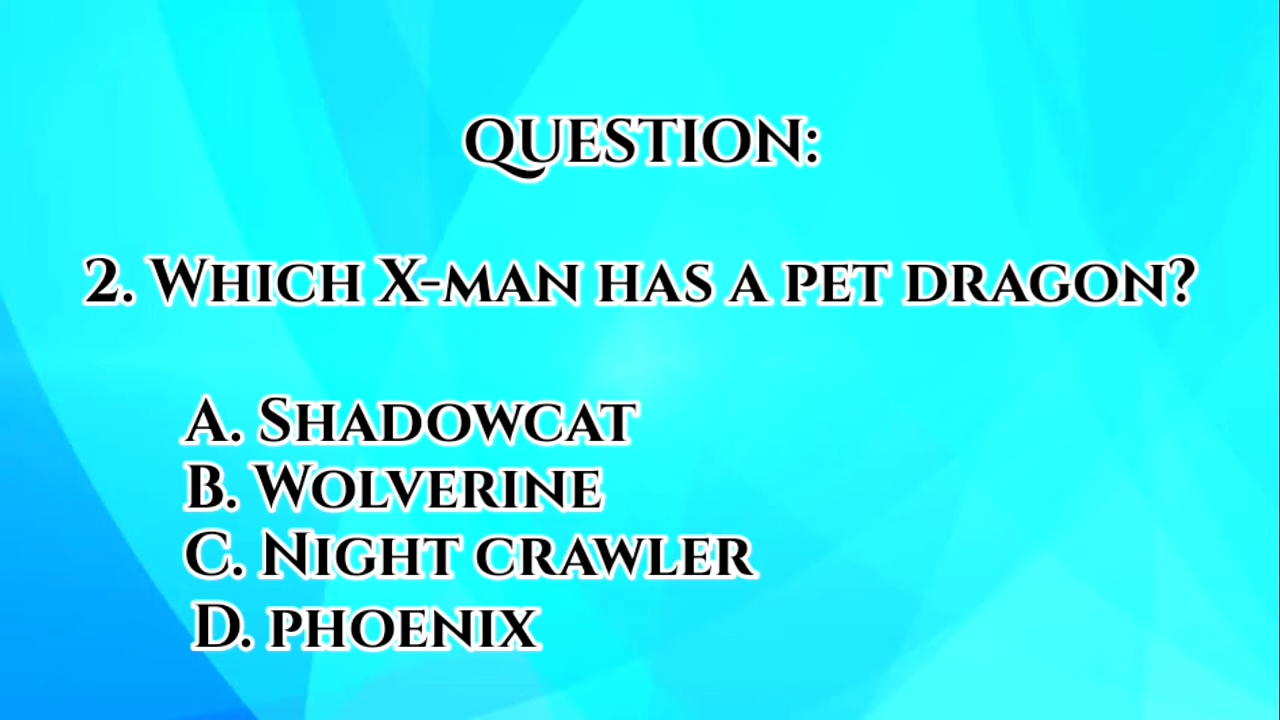 QUESTION:
2. Which X-man has a pet dragon?
A. Shadowcat
B. Wolverine
C. Night crawler
D. phoenix